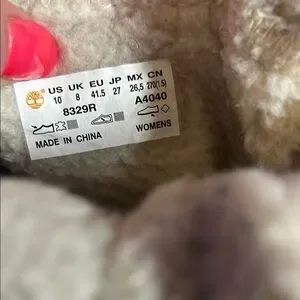 US UK EU JP MX CN
10 8 41.5 27 26,5 270(1.5)
8329R A4040
MADE IN CHINA WOMENS